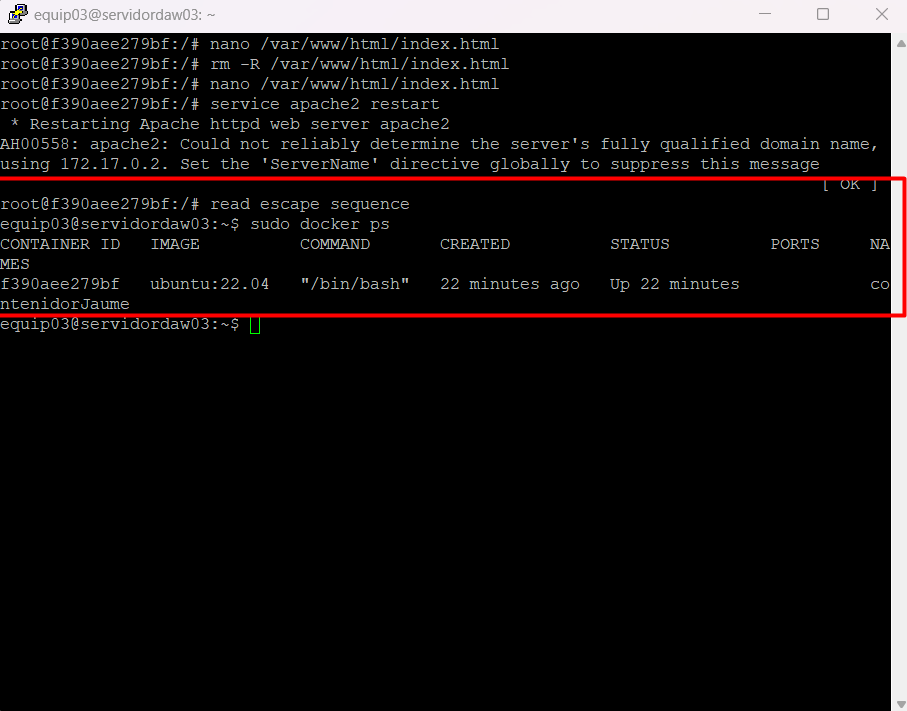 equip03@servidordaw03: ~
root@f390aee279bf:/# nano /var/www/html/index.html
root@f390aee279bf:/# rm -R /var/www/html/index.html
root@f390aee279bf:/# nano /var/www/html/index.html
root@f390aee279bf:/# service apache2 restart
 * Restarting Apache httpd web server apache2
AH00558: apache2: Could not reliably determine the server's fully qualified domain name,
using 172.17.0.2. Set the 'ServerName' directive globally to suppress this message
[ OK ]
root@f390aee279bf:/# read escape sequence
equip03@servidordaw03:~$ sudo docker ps
CONTAINER ID   IMAGE          COMMAND       CREATED          STATUS          PORTS     NA
MES
f390aee279bf   ubuntu:22.04   "/bin/bash"   22 minutes ago   Up 22 minutes             co
ntenidorJaume
equip03@servidordaw03:~$